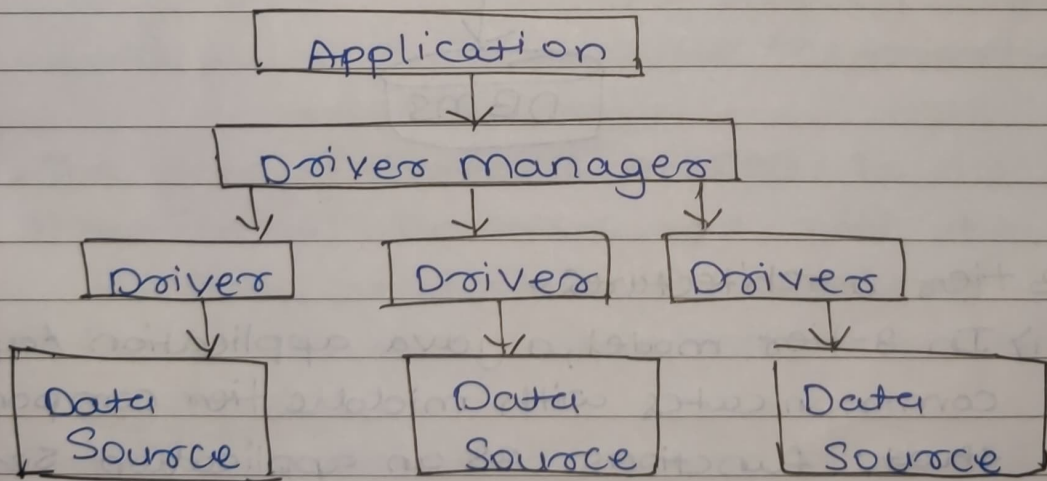 Application
Driver Manager
Driver Driver Driver
Data Data Data
Source Source Source